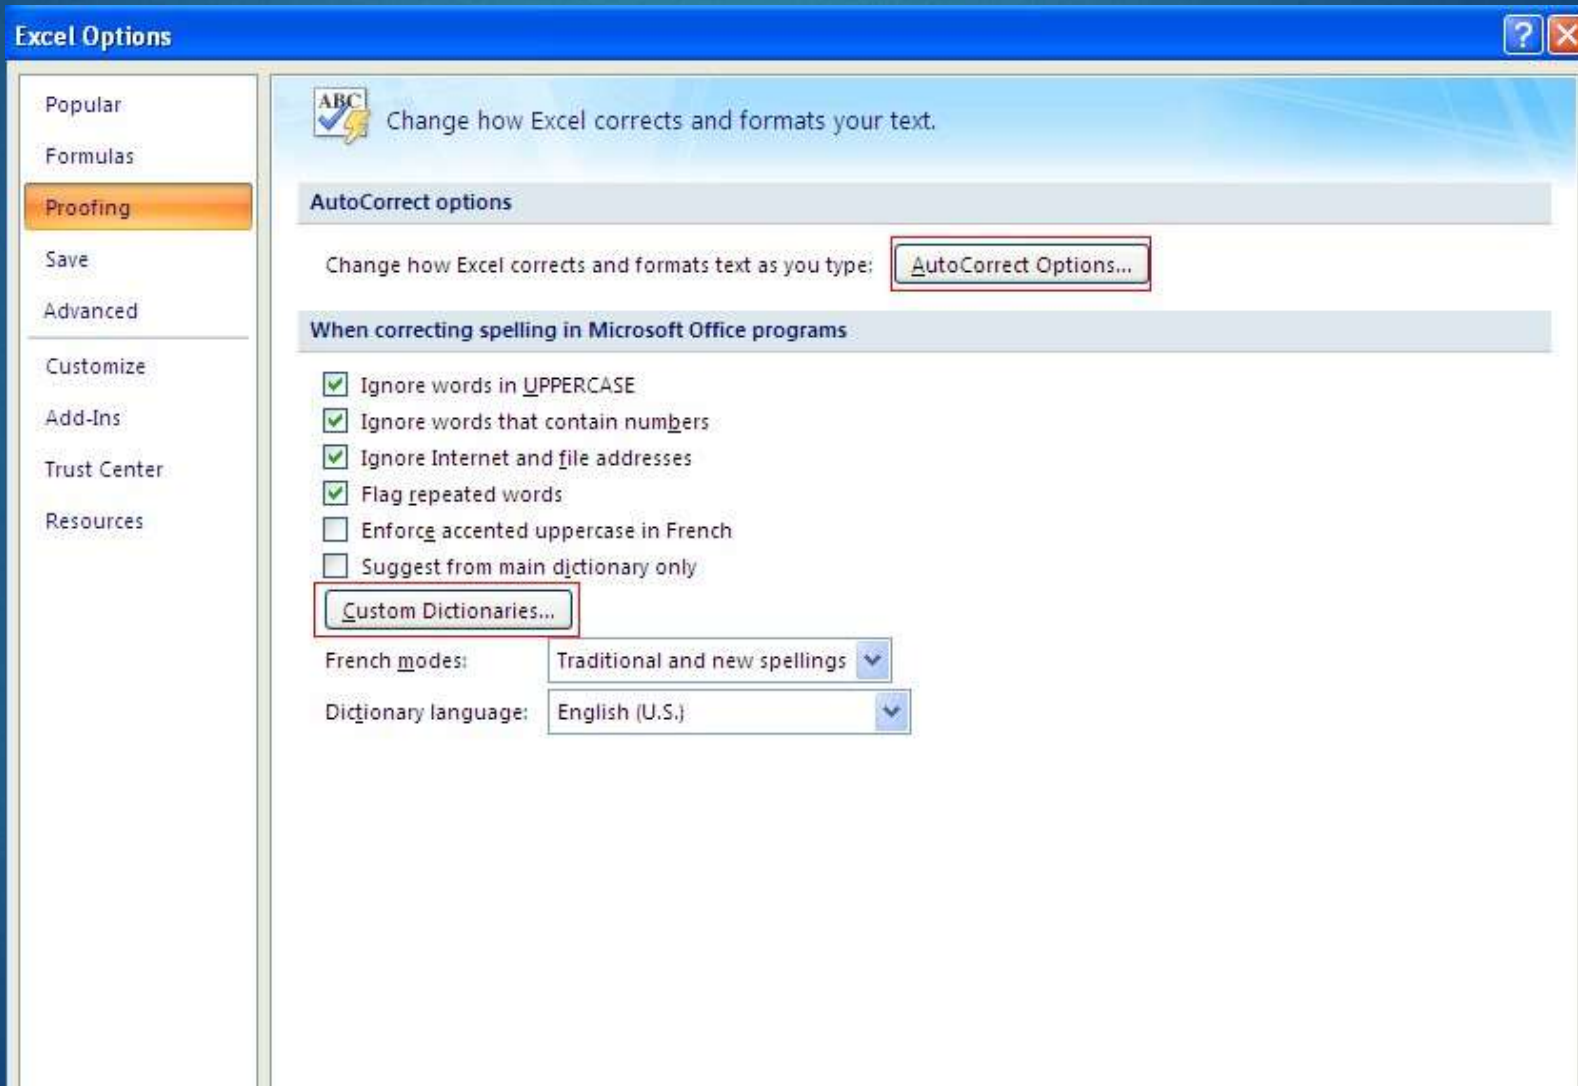 Excel Options
?
Popular
Formulas
Proofing
Save
Advanced
Customize
Add-Ins
Trust Center
Resources
ABC
Change how Excel corrects and formats your text.
AutoCorrect options
Change how Excel corrects and formats text as you type: AutoCorrect Options...
When correcting spelling in Microsoft Office programs
Ignore words in UPPERCASE
Ignore words that contain numbers
Ignore Internet and file addresses
Flag repeated words
Enforce accented uppercase in French
Suggest from main dictionary only
Custom Dictionaries...
French modes: Traditional and new spellings
Dictionary language: English (U.S.)